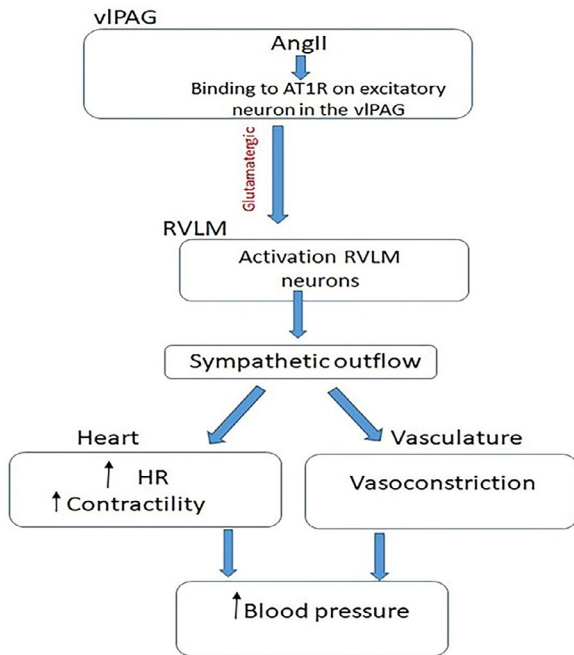 vlPAG
AngII
Binding to AT1R on excitatory
neuron in the vlPAG
Glutamatergic
RVLM
Activation RVLM
neurons
Sympathetic outflow
Heart
↑ HR
↑ Contractility
Vasculature
Vasoconstriction
↑ Blood pressure